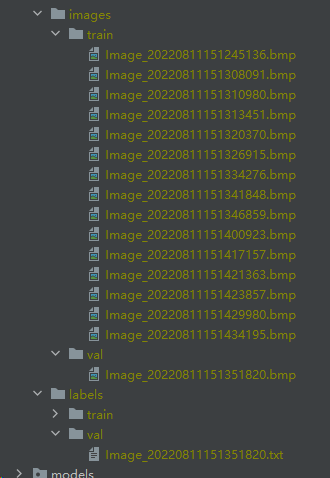 images
train
Image_20220811151245136.bmp
Image_20220811151308091.bmp
Image_20220811151310980.bmp
Image_20220811151313451.bmp
Image_20220811151320370.bmp
Image_20220811151326915.bmp
Image_20220811151334276.bmp
Image_20220811151341848.bmp
Image_20220811151346859.bmp
Image_20220811151400923.bmp
Image_20220811151417157.bmp
Image_20220811151421363.bmp
Image_20220811151423857.bmp
Image_20220811151429980.bmp
Image_20220811151434195.bmp
val
Image_20220811151351820.bmp
labels
train
val
Image_20220811151351820.txt
models